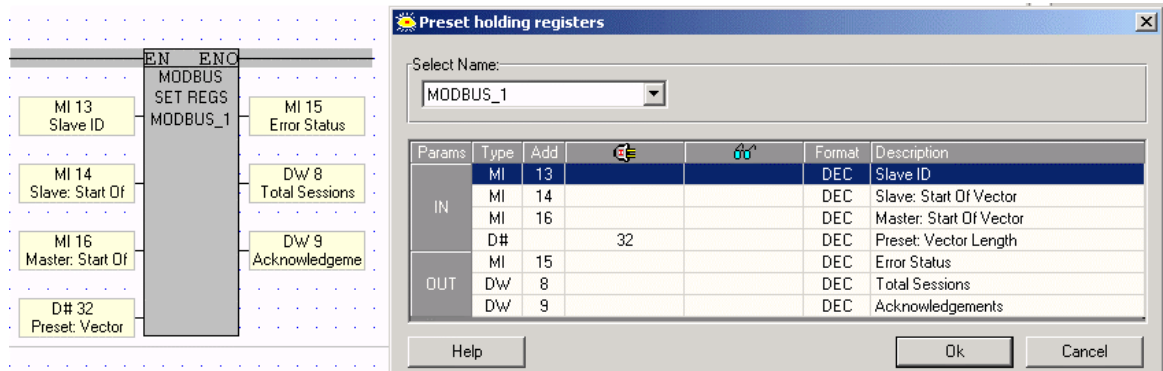 EN ENO
MODBUS
SET REGS
MODBUS_1
MI 13
Slave ID
MI 15
Error Status
MI 14
Slave: Start Of
DW 8
Total Sessions
MI 16
Master: Start Of
DW 9
Acknowledgeme
D# 32
Preset: Vector
Preset holding registers
Select Name:
MODBUS_1
Params Type Add Format Description
IN
MI 13 DEC Slave ID
MI 14 DEC Slave: Start Of Vector
MI 16 DEC Master: Start Of Vector
D# 32 DEC Preset: Vector Length
OUT
MI 15 DEC Error Status
DW 8 DEC Total Sessions
DW 9 DEC Acknowledgements
Help Ok Cancel